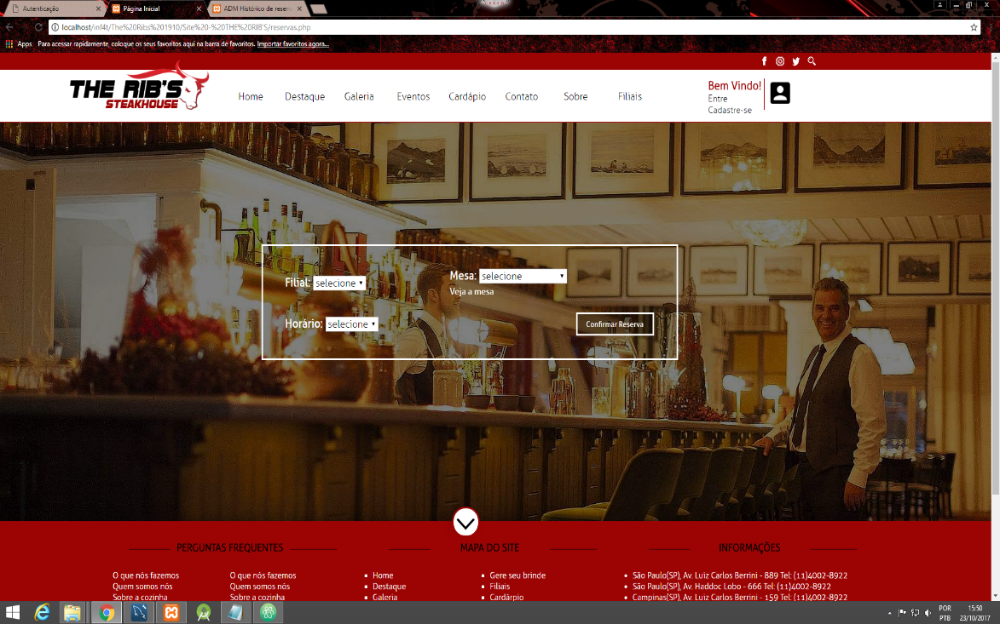 Autenticação
Página Inicial
ADM Histórico de reserv
localhost/inf4t/The%20Ribs%201910/Site%20-%20THE%20RIB'S/reservas.php
Apps
Para acessar rapidamente, coloque os seus favoritos aqui na barra de favoritos. Importar favoritos agora...
THE RIB'S
STEAKHOUSE
Home Destaque Galeria Eventos Cardápio Contato Sobre Filiais
Bem Vindo!
Entre
Cadastre-se
Filial: selecione
Mesa: selecione
Veja a mesa
Horário: selecione
Confirmar Reserva
PERGUNTAS FREQUENTES
MAPA DO SITE
INFORMAÇÕES
O que nós fazemos
Quem somos nós
Sobre a cozinha
O que nós fazemos
Quem somos nós
Sobre a cozinha
Home
Destaque
Galeria
Gere seu brinde
Filiais
Cardárpio
São Paulo(SP), Av. Luiz Carlos Berrini - 889 Tel: (11)4002-8922
São Paulo(SP), Av. Haddoc Lobo - 666 Tel: (11)4002-8922
Campinas(SP), Av. Luiz Carlos Berrini - 159 Tel: (11)4002-8922
POR
PTB
15:50
23/10/2017